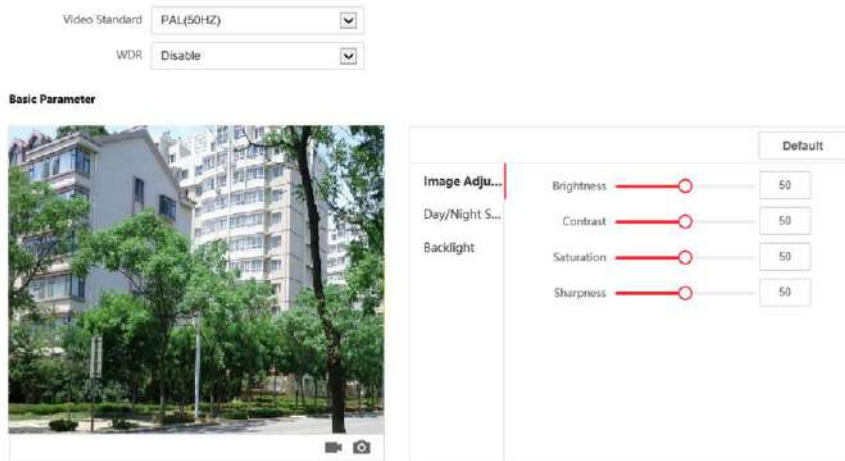 Video Standard PAL(50HZ)
WDR Disable
Basic Parameter
Default
Image Adju... Brightness 50
Day/Night S... Contrast 50
Backlight Saturation 50
Sharpness 50